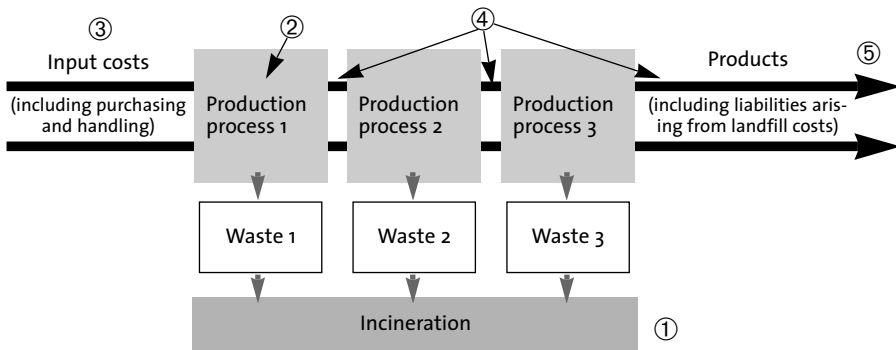 ③
②
④
Input costs
Products
⑤
(including purchasing
and handling)
Production
process 1
Production
process 2
Production
process 3
(including liabilities aris-
ing from landfill costs)
Waste 1
Waste 2
Waste 3
Incineration
①